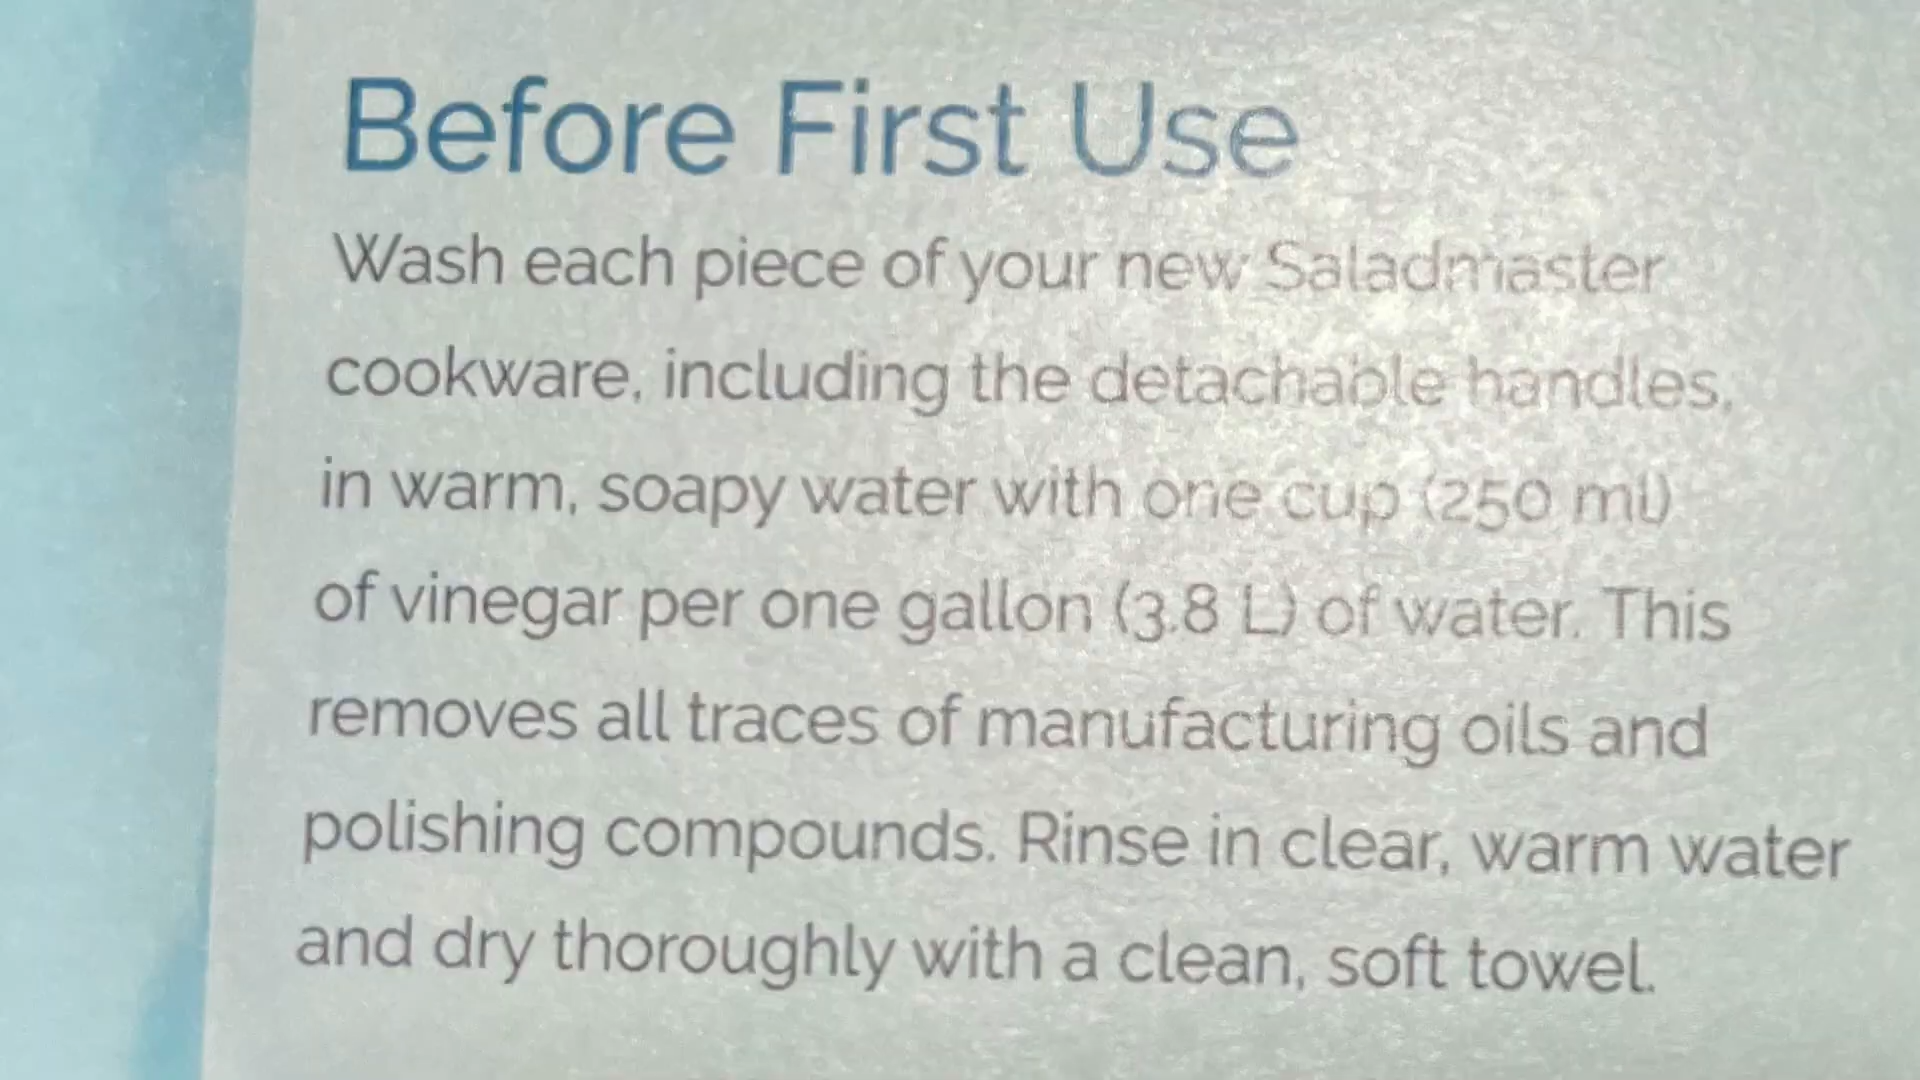 Before First Use
Wash each piece of your new Saladmaster
cookware, including the detachable handles,
in warm, soapy water with one cup (250 ml)
of vinegar per one gallon (3.8 L) of water. This
removes all traces of manufacturing oils and
polishing compounds. Rinse in clear, warm water
and dry thoroughly with a clean, soft towel.